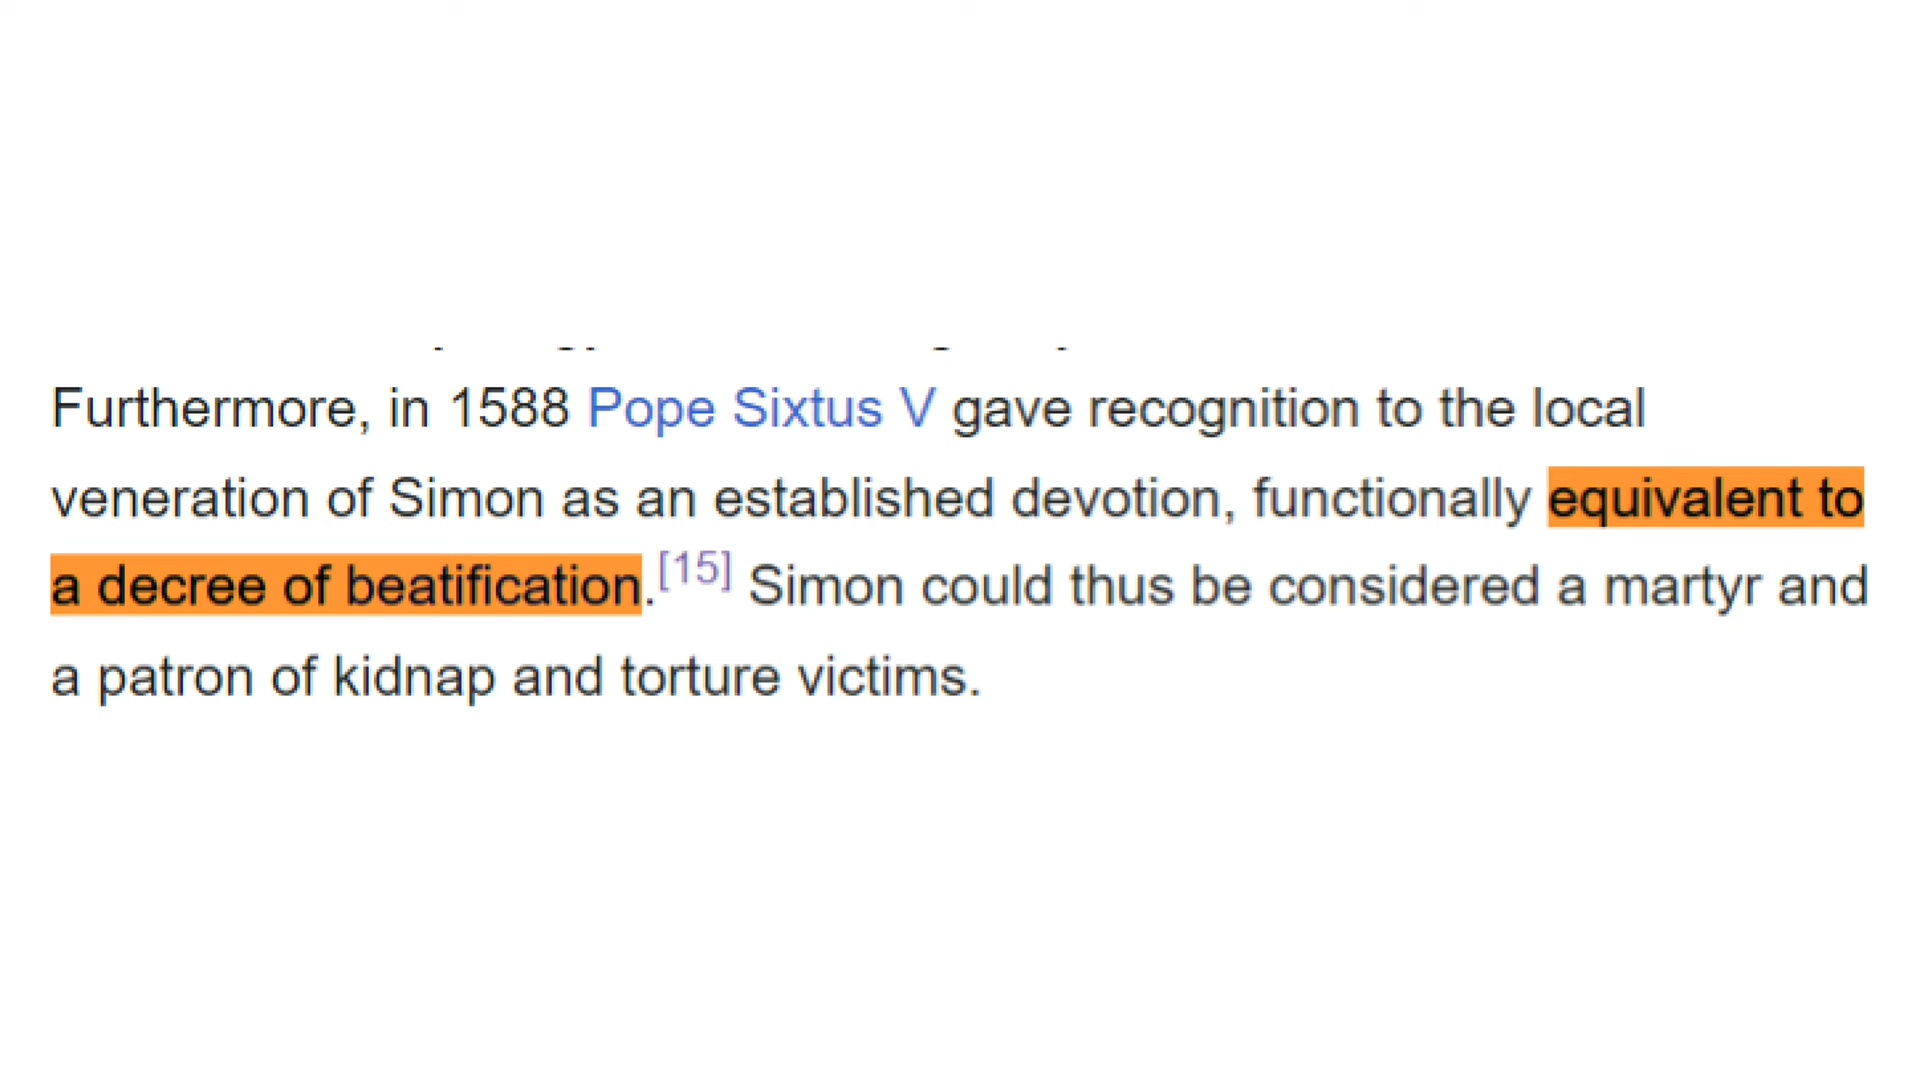 Furthermore, in 1588 Pope Sixtus V gave recognition to the local
veneration of Simon as an established devotion, functionally equivalent to
a decree of beatification.[15] Simon could thus be considered a martyr and
a patron of kidnap and torture victims.